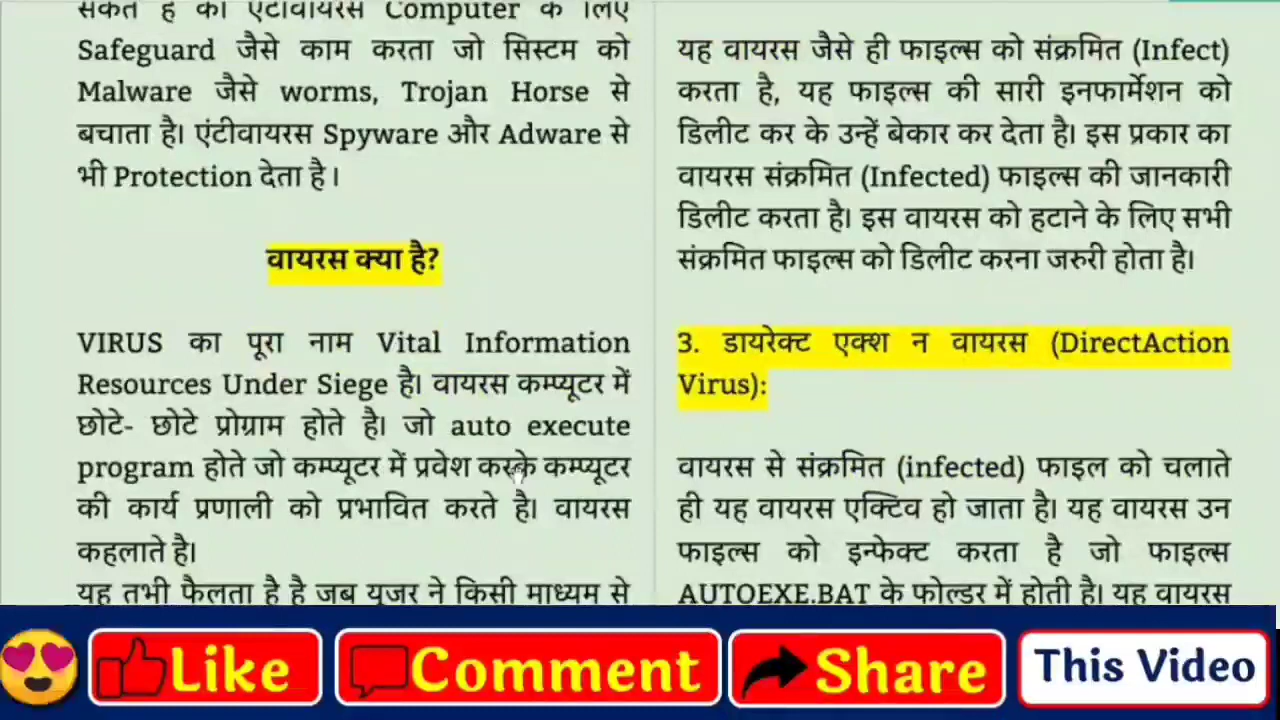 सकते है की एंटीवायरस Computer के लिए
Safeguard जैसे काम करता जो सिस्टम को
Malware जैसे worms, Trojan Horse से
बचाता है। एंटीवायरस Spyware और Adware से
भी Protection देता है ।
वायरस क्या है?
VIRUS का पूरा नाम Vital Information
Resources Under Siege है। वायरस कम्प्यूटर में
छोटे- छोटे प्रोग्राम होते है। जो auto execute
program होते जो कम्प्यूटर में प्रवेश करके कम्प्यूटर
की कार्य प्रणाली को प्रभावित करते है। वायरस
कहलाते है।
यह तभी फैलता है है जब यूजर ने किसी माध्यम से
यह वायरस जैसे ही फाइल्स को संक्रमित (Infect)
करता है, यह फाइल्स की सारी इनफार्मेशन को
डिलीट कर के उन्हें बेकार कर देता है। इस प्रकार का
वायरस संक्रमित (Infected) फाइल्स की जानकारी
डिलीट करता है। इस वायरस को हटाने के लिए सभी
संक्रमित फाइल्स को डिलीट करना जरुरी होता है।
3. डायरेक्ट एक्श न वायरस (DirectAction
Virus):
वायरस से संक्रमित (infected) फाइल को चलाते
ही यह वायरस एक्टिव हो जाता है। यह वायरस उन
फाइल्स को इन्फेक्ट करता है जो फाइल्स
AUTOEXE.BAT के फोल्डर में होती है। यह वायरस
Like Comment Share This Video